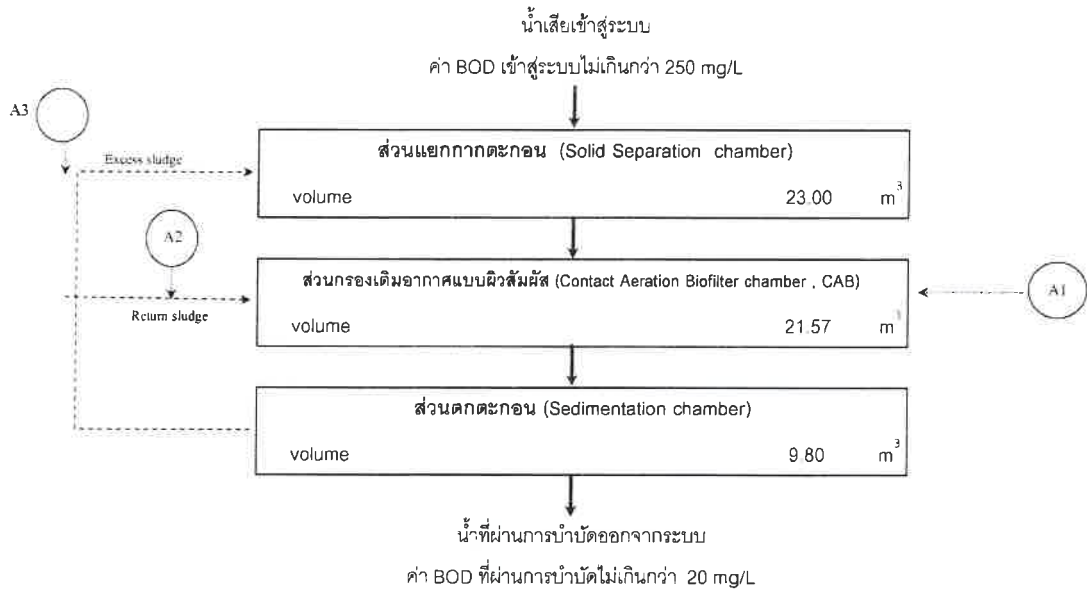 น้ำเสียเข้าสู่ระบบ
ค่า BOD เข้าสู่ระบบไม่เกินกว่า 250 mg/L
A3
ส่วนแยกกากตะกอน (Solid Separation chamber)
Excess sludge
volume 23.00 m³
A2
ส่วนกรองเติมอากาศแบบผิวสัมผัส (Contact Aeration Biofilter chamber , CAB)
A1
Return sludge
volume 21.57 m³
ส่วนตกตะกอน (Sedimentation chamber)
volume 9.80 m³
น้ำที่ผ่านการบำบัดออกจากระบบ
ค่า BOD ที่ผ่านการบำบัดไม่เกินกว่า 20 mg/L